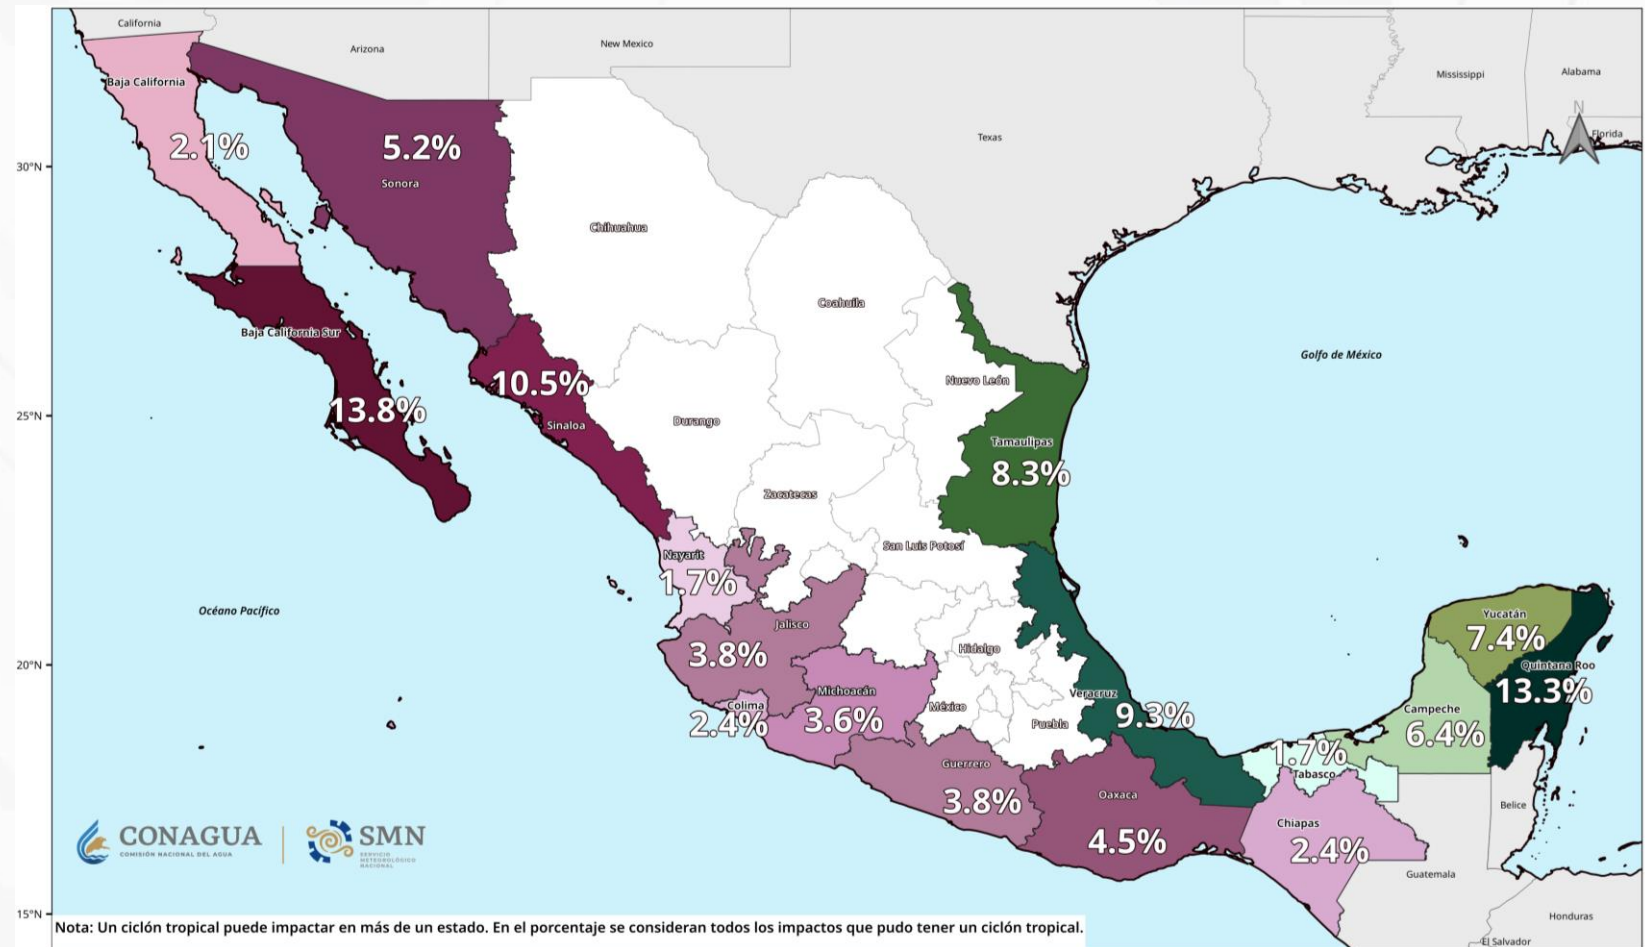 California
Arizona
New Mexico
Texas
Mississippi
Alabama
Florida
N
Baja California
2.1%
5.2%
Sonora
30°N
Chihuahua
Coahuila
Baja California Sur
13.8%
10.5%
Sinaloa
25°N
Durango
Nuevo León
Tamaulipas
8.3%
Golfo de México
Zacatecas
San Luis Potosí
Nayarit
1.7%
Océano Pacífico
Jalisco
3.8%
20°N
Hidalgo
Michoacán
3.6%
Colima
2.4%
México
Puebla
Veracruz
9.3%
Yucatán
7.4%
Quintana Roo
13.3%
Campeche
6.4%
1.7%
Tabasco
Guerrero
3.8%
Oaxaca
4.5%
Chiapas
2.4%
Belice
Guatemala
Honduras
El Salvador
CONAGUA
COMISIÓN NACIONAL DEL AGUA
SMN
SERVICIO
METEOROLÓGICO
NACIONAL
15°N
Nota: Un ciclón tropical puede impactar en más de un estado. En el porcentaje se consideran todos los impactos que pudo tener un ciclón tropical.